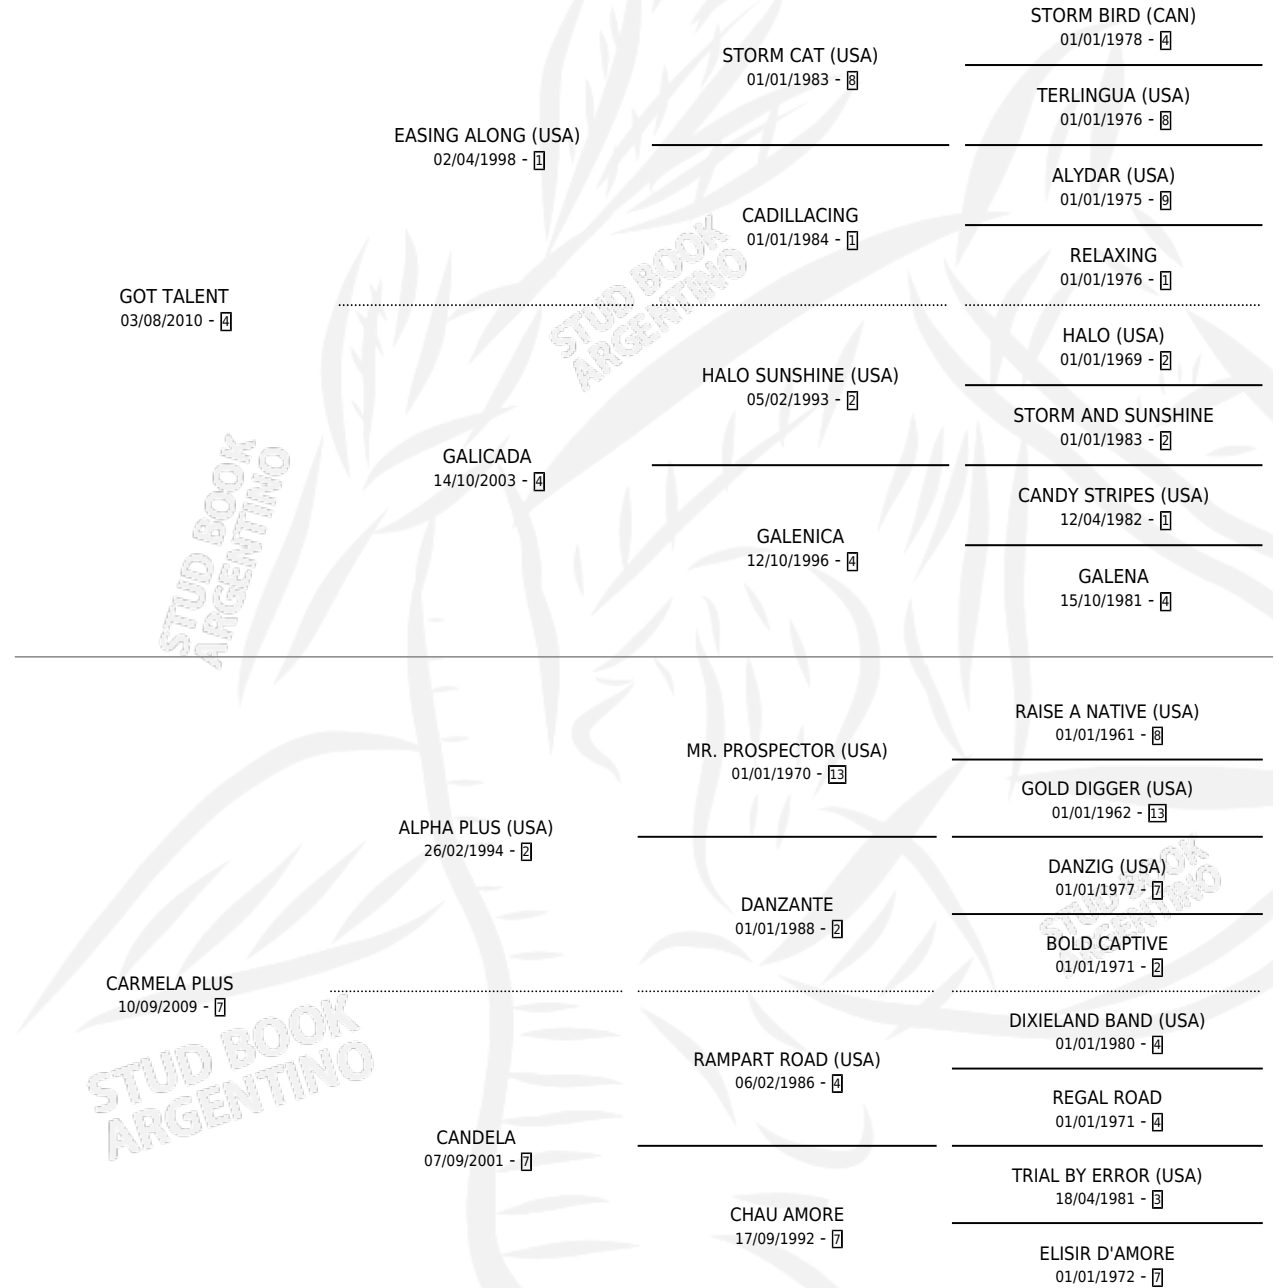 STORM BIRD (CAN)
01/01/1978 - 4
STORM CAT (USA)
01/01/1983 - 8
TERLINGUA (USA)
01/01/1976 - 8
EASING ALONG (USA)
02/04/1998 - 1
ALYDAR (USA)
01/01/1975 - 9
CADILLACING
01/01/1984 - 1
RELAXING
01/01/1976 - 1
GOT TALENT
03/08/2010 - 4
HALO (USA)
01/01/1969 - 2
HALO SUNSHINE (USA)
05/02/1993 - 2
STORM AND SUNSHINE
01/01/1983 - 2
GALICADA
14/10/2003 - 4
CANDY STRIPES (USA)
12/04/1982 - 1
GALENICA
12/10/1996 - 4
GALENA
15/10/1981 - 4
STUD BOOK
ARGENTINO
STUD BOOK
ARGENTINO
RAISE A NATIVE (USA)
01/01/1961 - 8
MR. PROSPECTOR (USA)
01/01/1970 - 13
GOLD DIGGER (USA)
01/01/1962 - 13
ALPHA PLUS (USA)
26/02/1994 - 2
DANZIG (USA)
01/01/1977 - 7
DANZANTE
01/01/1988 - 2
BOLD CAPTIVE
01/01/1971 - 2
STUD BOOK
ARGENTINO
CARMELA PLUS
10/09/2009 - 7
DIXIELAND BAND (USA)
01/01/1980 - 4
RAMPART ROAD (USA)
06/02/1986 - 4
REGAL ROAD
01/01/1971 - 4
STUD BOOK
ARGENTINO
CANDELA
07/09/2001 - 7
TRIAL BY ERROR (USA)
18/04/1981 - 3
CHAU AMORE
17/09/1992 - 7
ELISIR D'AMORE
01/01/1972 - 7